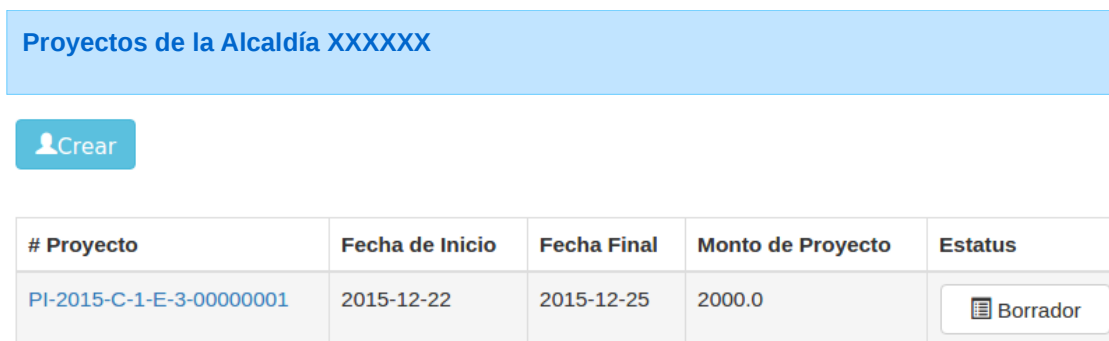 Proyectos de la Alcaldía XXXXXX
Crear
# Proyecto Fecha de Inicio Fecha Final Monto de Proyecto Estatus
PI-2015-C-1-E-3-00000001 2015-12-22 2015-12-25 2000.0 Borrador